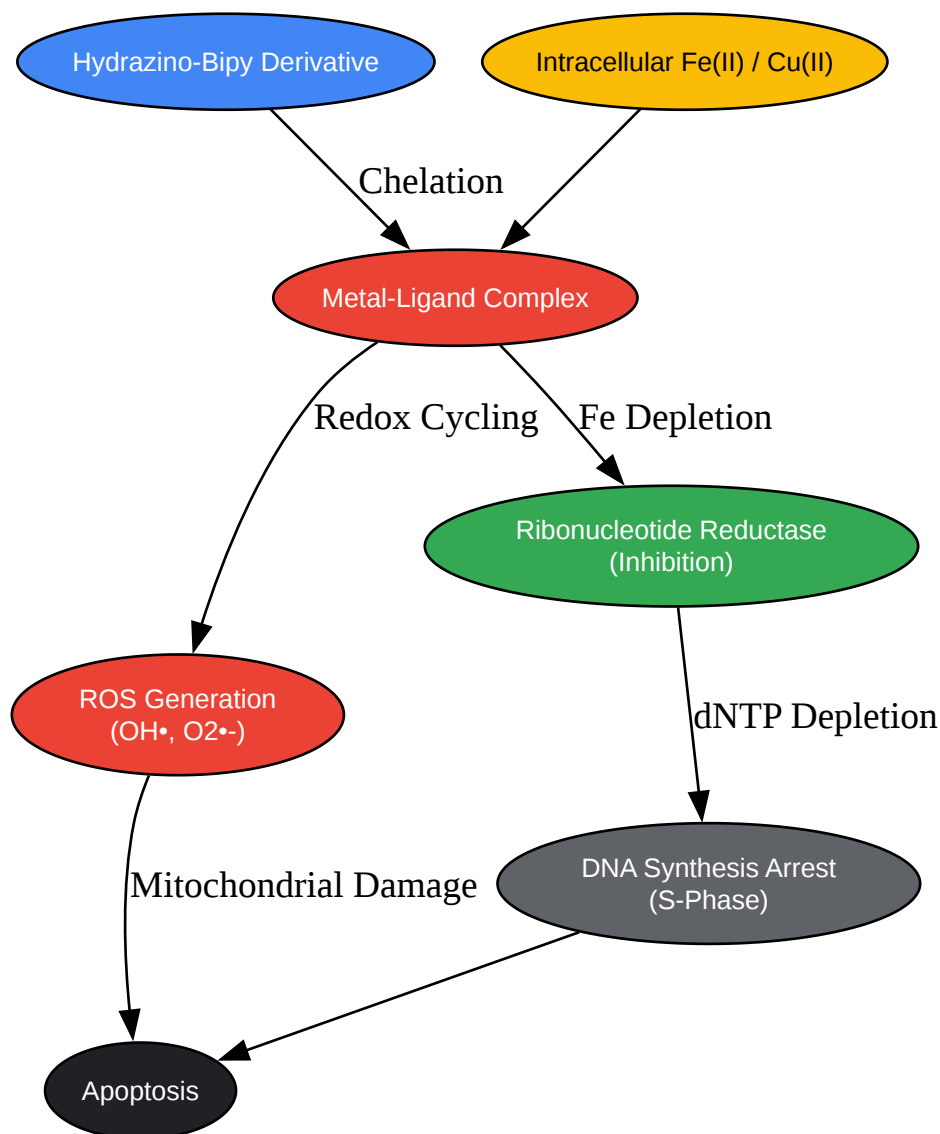 Hydrazino-Bipy Derivative
Intracellular Fe(II) / Cu(II)
Chelation
Metal-Ligand Complex
Redox Cycling
Fe Depletion
Ribonucleotide Reductase
(Inhibition)
ROS Generation
(OH•, O2•-)
dNTP Depletion
Mitochondrial Damage
DNA Synthesis Arrest
(S-Phase)
Apoptosis